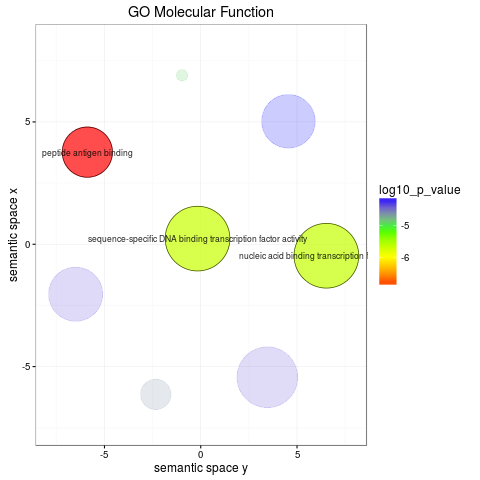 GO Molecular Function
5
0
-5
semantic space x
peptide antigen binding
sequence-specific DNA binding transcription factor activity
nucleic acid binding transcription
-5
0
5
semantic space y
log10_p_value
-5
-6